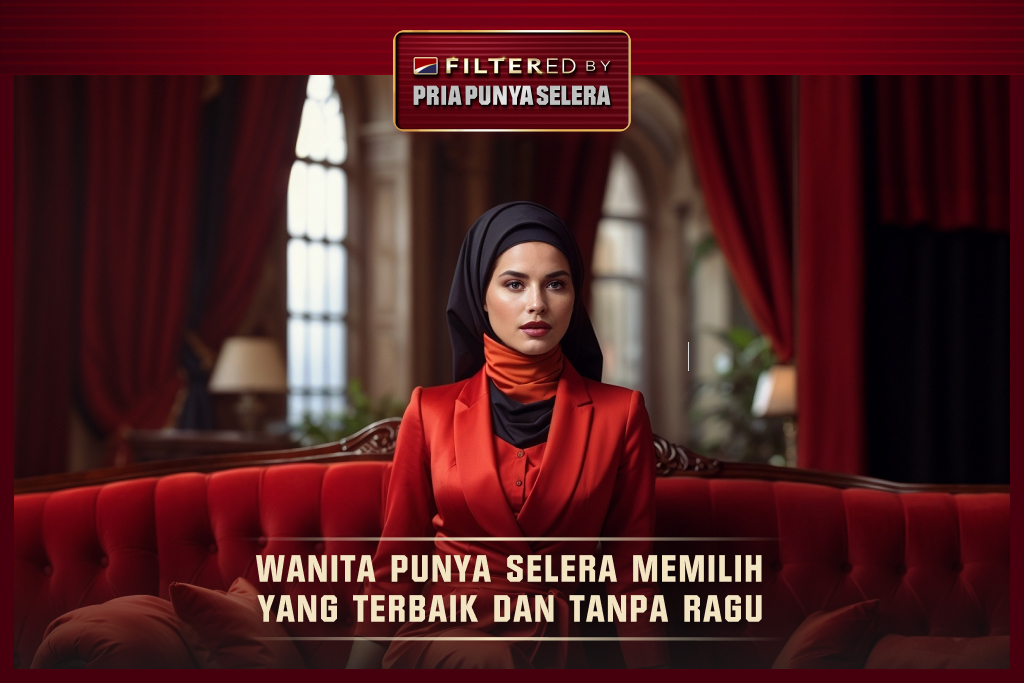 FILTERED BY
PRIA PUNYA SELERA
WANITA PUNYA SELERA MEMILIH
YANG TERBAIK DAN TANPA RAGU